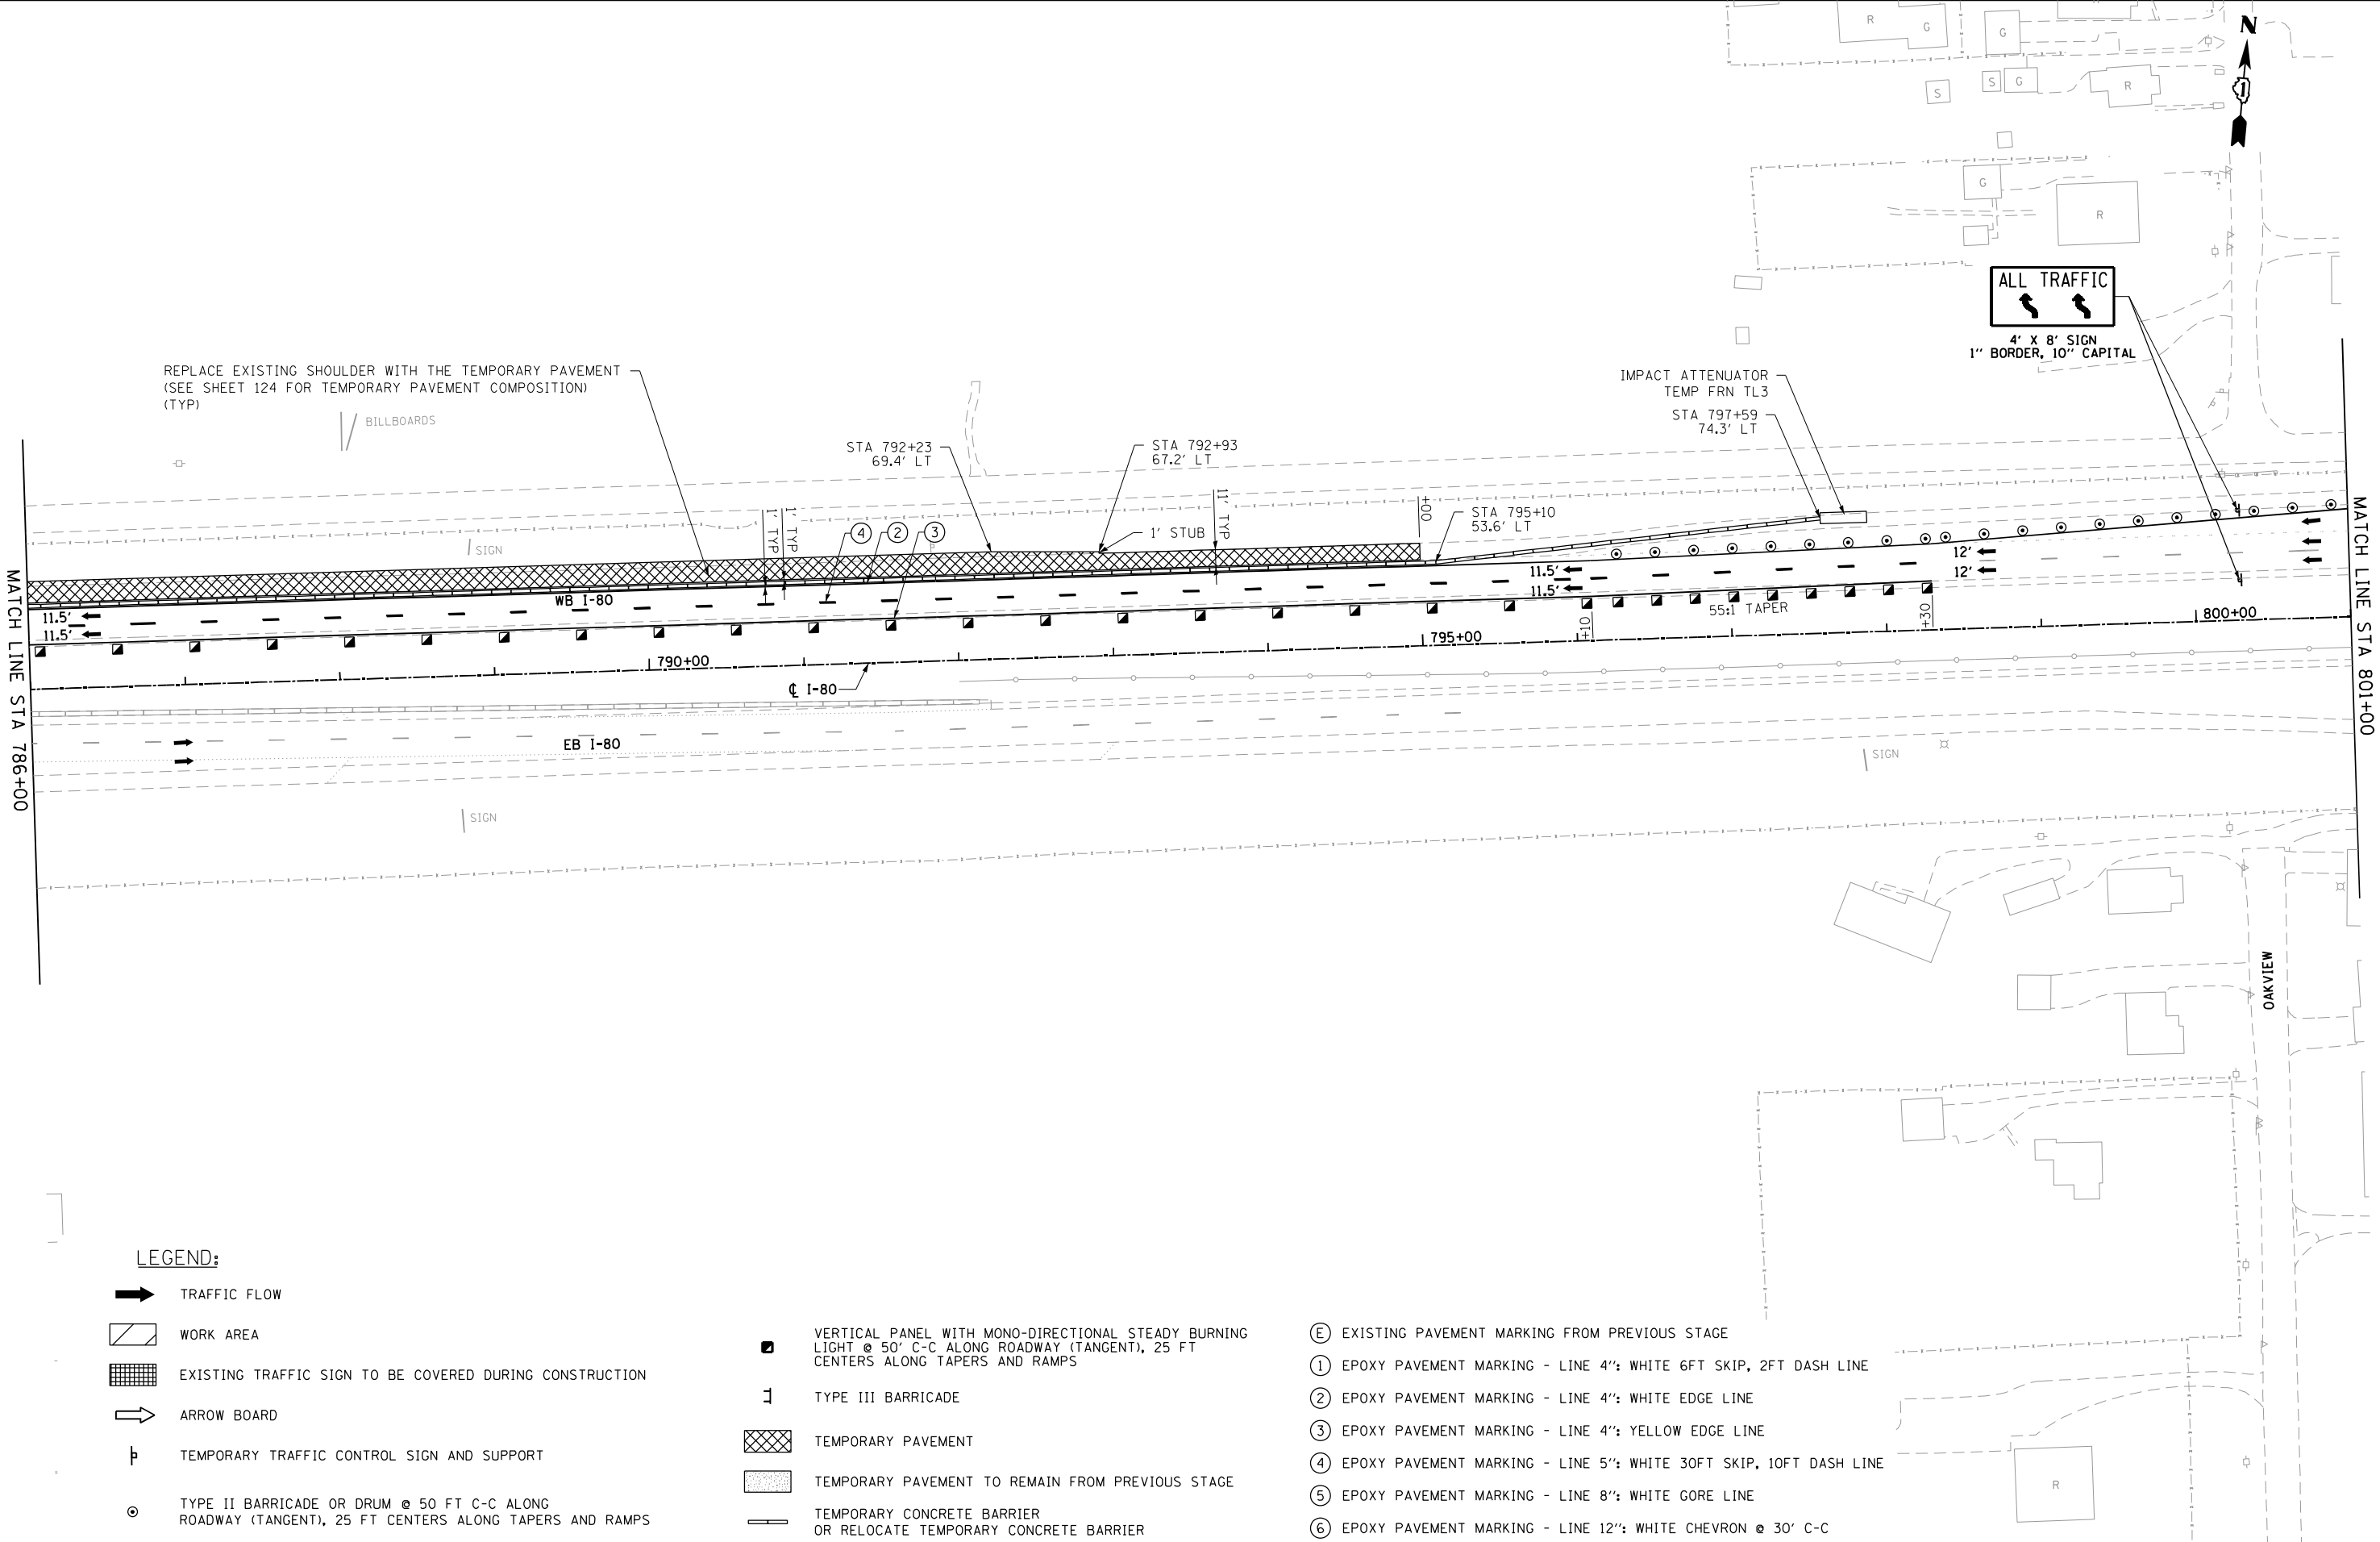 R
G
G
N
S
G
S
R
1
G
R
ALL TRAFFIC
4' X 8' SIGN
1" BORDER, 10" CAPITAL
REPLACE EXISTING SHOULDER WITH THE TEMPORARY PAVEMENT
(SEE SHEET 124 FOR TEMPORARY PAVEMENT COMPOSITION)
(TYP)
BILLBOARDS
IMPACT ATTENUATOR
TEMP FRN TL3
STA 797+59
74.3' LT
STA 792+23
69.4' LT
STA 792+93
67.2' LT
1' STUB
11' TYP
+00
STA 795+10
53.6' LT
1' TYP
1' TYP
4
2
3
SIGN
MATCH LINE STA 786+00
MATCH LINE STA 801+00
WB I-80
11.5'
11.5'
11.5'
11.5'
12'
12'
55:1 TAPER
+10
+30
790+00
795+00
800+00
℄ I-80
EB I-80
SIGN
SIGN
OAKVIEW
R
LEGEND:
TRAFFIC FLOW
WORK AREA
EXISTING TRAFFIC SIGN TO BE COVERED DURING CONSTRUCTION
ARROW BOARD
TEMPORARY TRAFFIC CONTROL SIGN AND SUPPORT
TYPE II BARRICADE OR DRUM @ 50 FT C-C ALONG
ROADWAY (TANGENT), 25 FT CENTERS ALONG TAPERS AND RAMPS
VERTICAL PANEL WITH MONO-DIRECTIONAL STEADY BURNING
LIGHT @ 50' C-C ALONG ROADWAY (TANGENT), 25 FT
CENTERS ALONG TAPERS AND RAMPS
TYPE III BARRICADE
TEMPORARY PAVEMENT
TEMPORARY PAVEMENT TO REMAIN FROM PREVIOUS STAGE
TEMPORARY CONCRETE BARRIER
OR RELOCATE TEMPORARY CONCRETE BARRIER
E EXISTING PAVEMENT MARKING FROM PREVIOUS STAGE
1 EPOXY PAVEMENT MARKING - LINE 4": WHITE 6FT SKIP, 2FT DASH LINE
2 EPOXY PAVEMENT MARKING - LINE 4": WHITE EDGE LINE
3 EPOXY PAVEMENT MARKING - LINE 4": YELLOW EDGE LINE
4 EPOXY PAVEMENT MARKING - LINE 5": WHITE 30FT SKIP, 10FT DASH LINE
5 EPOXY PAVEMENT MARKING - LINE 8": WHITE GORE LINE
6 EPOXY PAVEMENT MARKING - LINE 12": WHITE CHEVRON @ 30' C-C